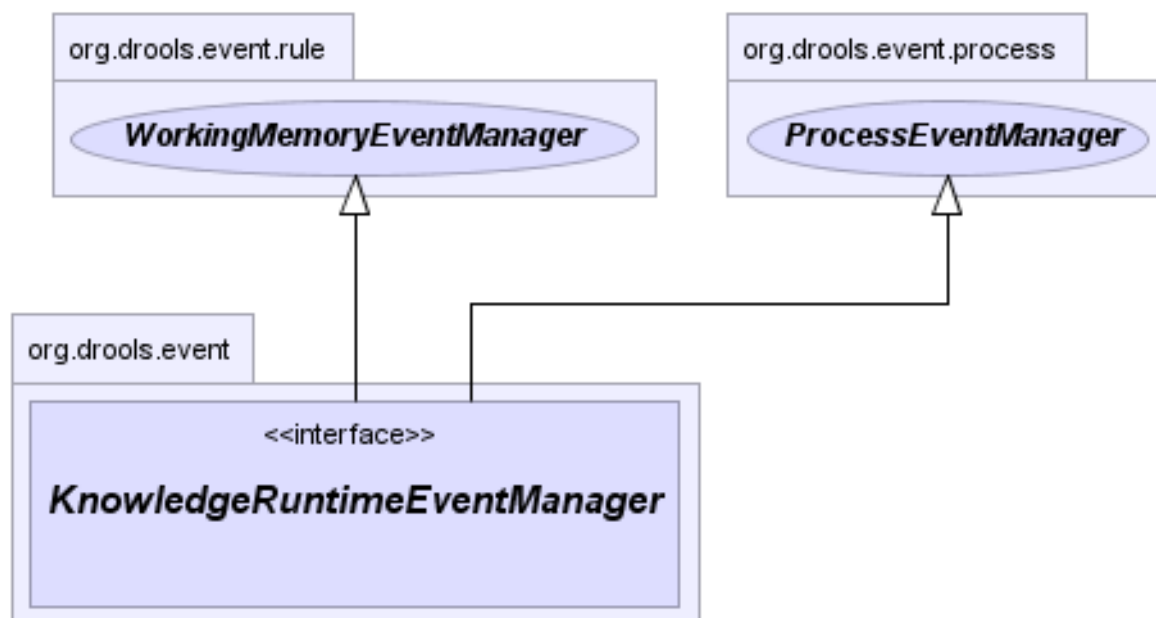 org.drools.event.rule
WorkingMemoryEventManager
org.drools.event.process
ProcessEventManager
org.drools.event
<<interface>>
KnowledgeRuntimeEventManager